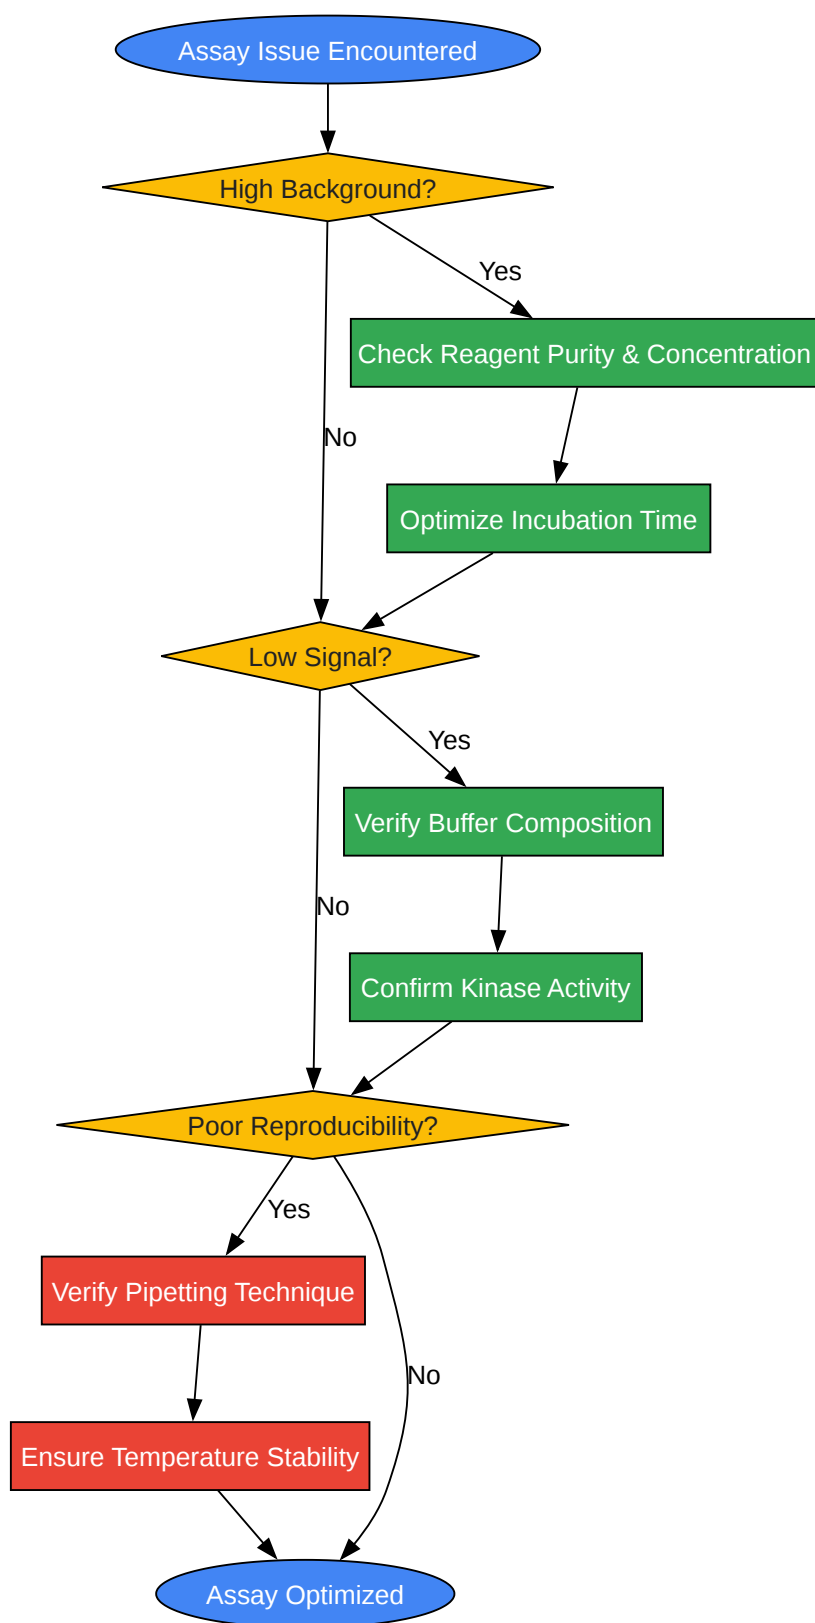 Assay Issue Encountered
High Background?
Yes
Check Reagent Purity & Concentration
No
Optimize Incubation Time
Low Signal?
Yes
Verify Buffer Composition
No
Confirm Kinase Activity
Poor Reproducibility?
Yes
Verify Pipetting Technique
No
Ensure Temperature Stability
Assay Optimized